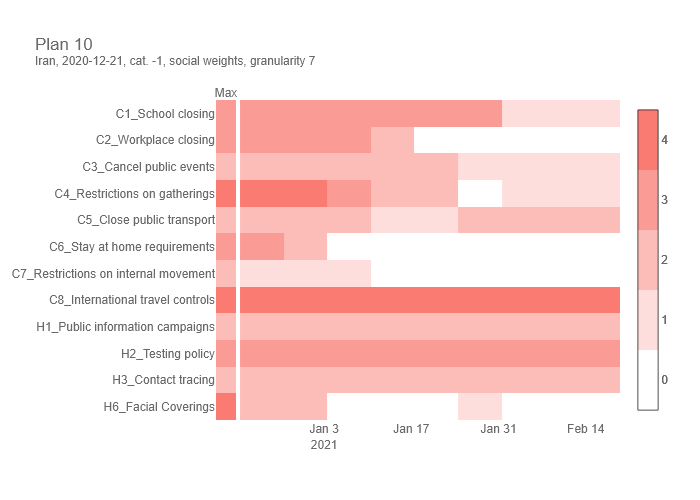 Plan 10
Iran, 2020-12-21, cat. -1, social weights, granularity 7
Max
C1_School closing
C2_Workplace closing
C3_Cancel public events
C4_Restrictions on gatherings
C5_Close public transport
C6_Stay at home requirements
C7_Restrictions on internal movement
C8_International travel controls
H1_Public information campaigns
H2_Testing policy
H3_Contact tracing
H6_Facial Coverings
Jan 3
2021
Jan 17
Jan 31
Feb 14
4
3
2
1
0